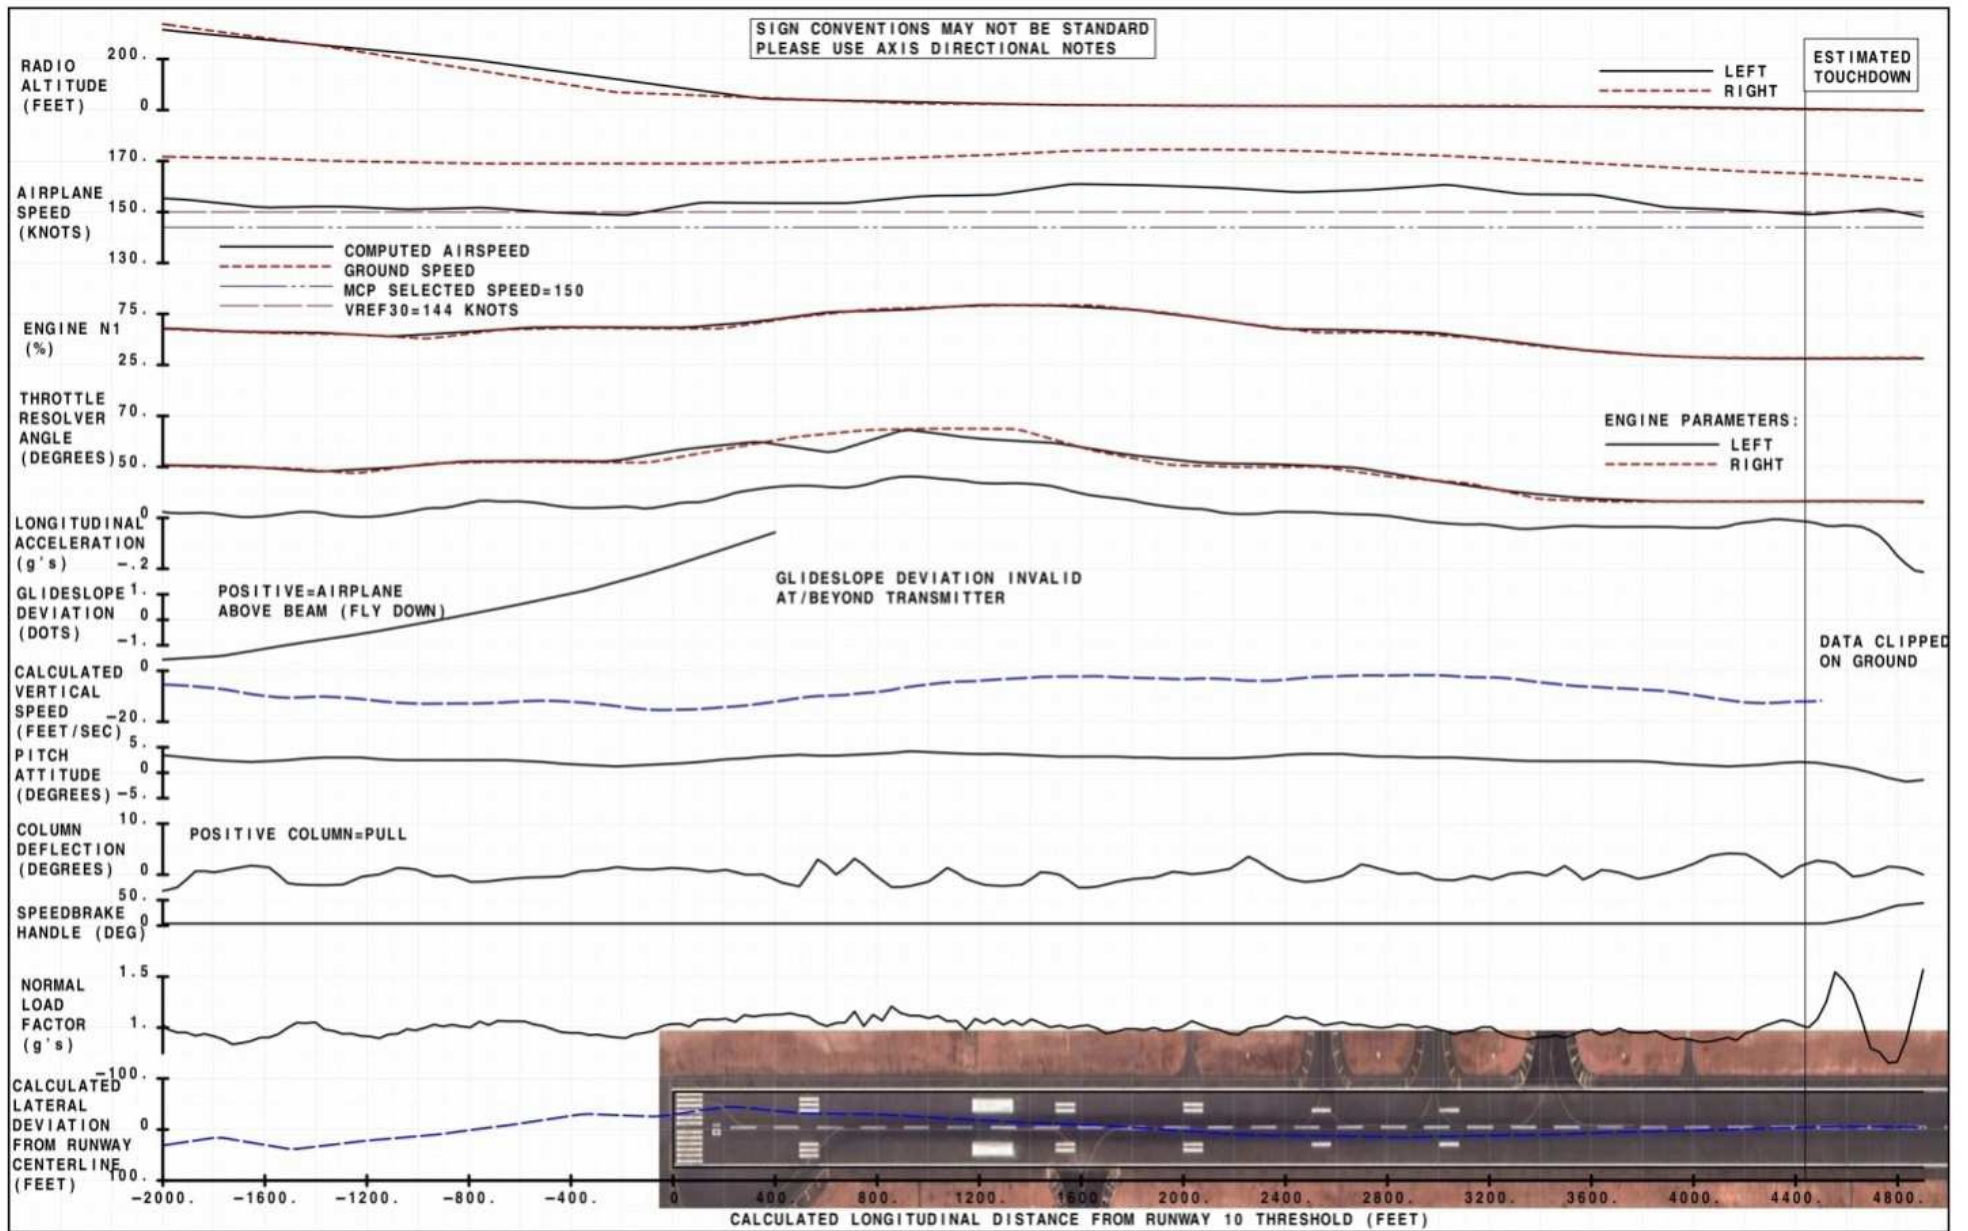 SIGN CONVENTIONS MAY NOT BE STANDARD
PLEASE USE AXIS DIRECTIONAL NOTES
ESTIMATED
TOUCHDOWN
RADIO
ALTITUDE
(FEET)
200.
0
LEFT
RIGHT
AIRPLANE
SPEED
(KNOTS)
170.
150.
130.
COMPUTED AIRSPEED
GROUND SPEED
MCP SELECTED SPEED=150
VREF30=144 KNOTS
ENGINE N1
(%)
75.
25.
THROTTLE
RESOLVER
ANGLE
(DEGREES)
70.
50.
ENGINE PARAMETERS:
LEFT
RIGHT
LONGITUDINAL
ACCELERATION
(g's)
0
-.2
GLIDESLOPE
DEVIATION
(DOTS)
1.
0
-1.
POSITIVE=AIRPLANE
ABOVE BEAM (FLY DOWN)
GLIDESLOPE DEVIATION INVALID
AT/BEYOND TRANSMITTER
DATA CLIPPED
ON GROUND
CALCULATED
VERTICAL
SPEED
(FEET/SEC)
0
-20.
PITCH
ATTITUDE
(DEGREES)
5.
0
-5.
COLUMN
DEFLECTION
(DEGREES)
10.
0
POSITIVE COLUMN=PULL
SPEEDBRAKE
HANDLE (DEG)
50.
0
NORMAL
LOAD
FACTOR
(g's)
1.5
1.
CALCULATED
LATERAL
DEVIATION
FROM RUNWAY
CENTERLINE
(FEET)
-100.
0
100.
-2000. -1600. -1200. -800. -400. 0 400. 800. 1200. 1600. 2000. 2400. 2800. 3200. 3600. 4000. 4400. 4800.
CALCULATED LONGITUDINAL DISTANCE FROM RUNWAY 10 THRESHOLD (FEET)